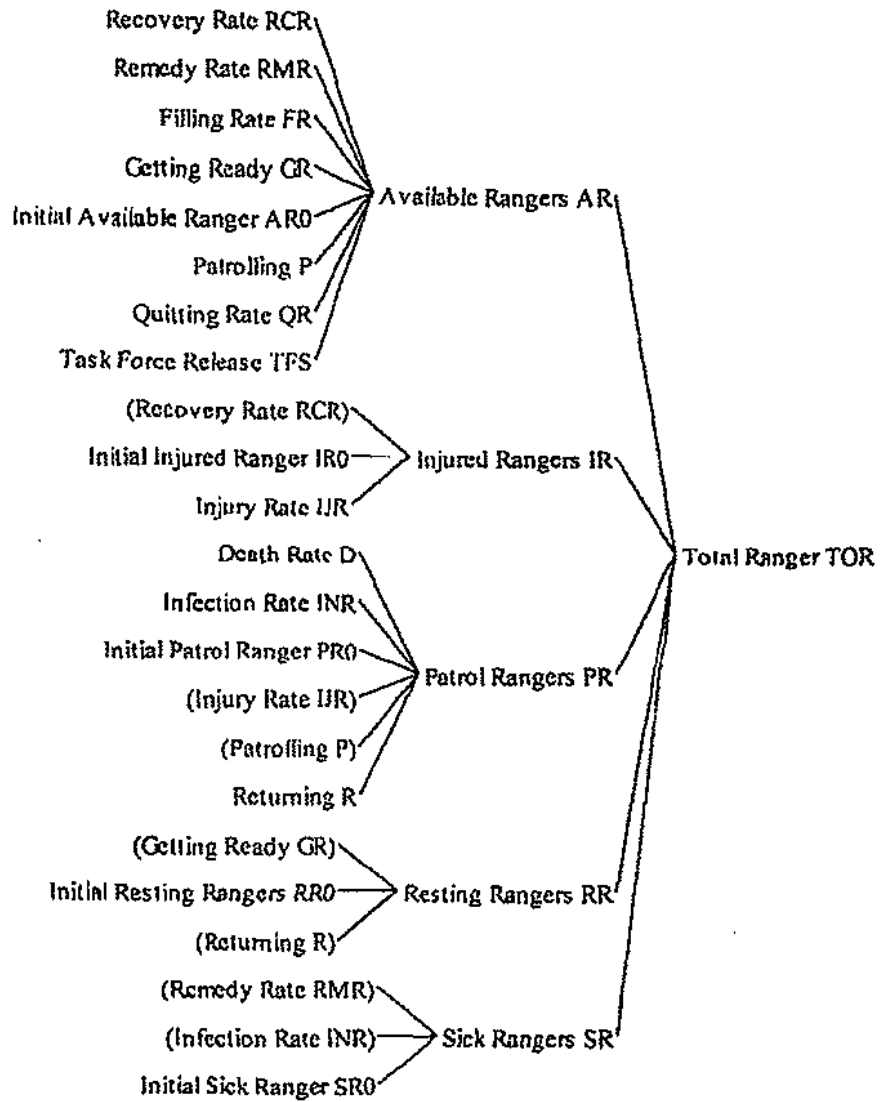 Recovery Rate RCR
Remedy Rate RMR
Filling Rate FR
Getting Ready GR
Initial Available Ranger AR0
Patrolling P
Quitting Rate QR
Task Force Release TFS
Available Rangers AR
(Recovery Rate RCR)
Initial Injured Ranger IR0
Injury Rate IJR
Injured Rangers IR
Death Rate D
Infection Rate INR
Initial Patrol Ranger PR0
(Injury Rate IJR)
(Patrolling P)
Returning R
Patrol Rangers PR
(Getting Ready GR)
Initial Resting Rangers RR0
(Returning R)
Resting Rangers RR
(Remedy Rate RMR)
(Infection Rate INR)
Initial Sick Ranger SR0
Sick Rangers SR
Total Ranger TOR